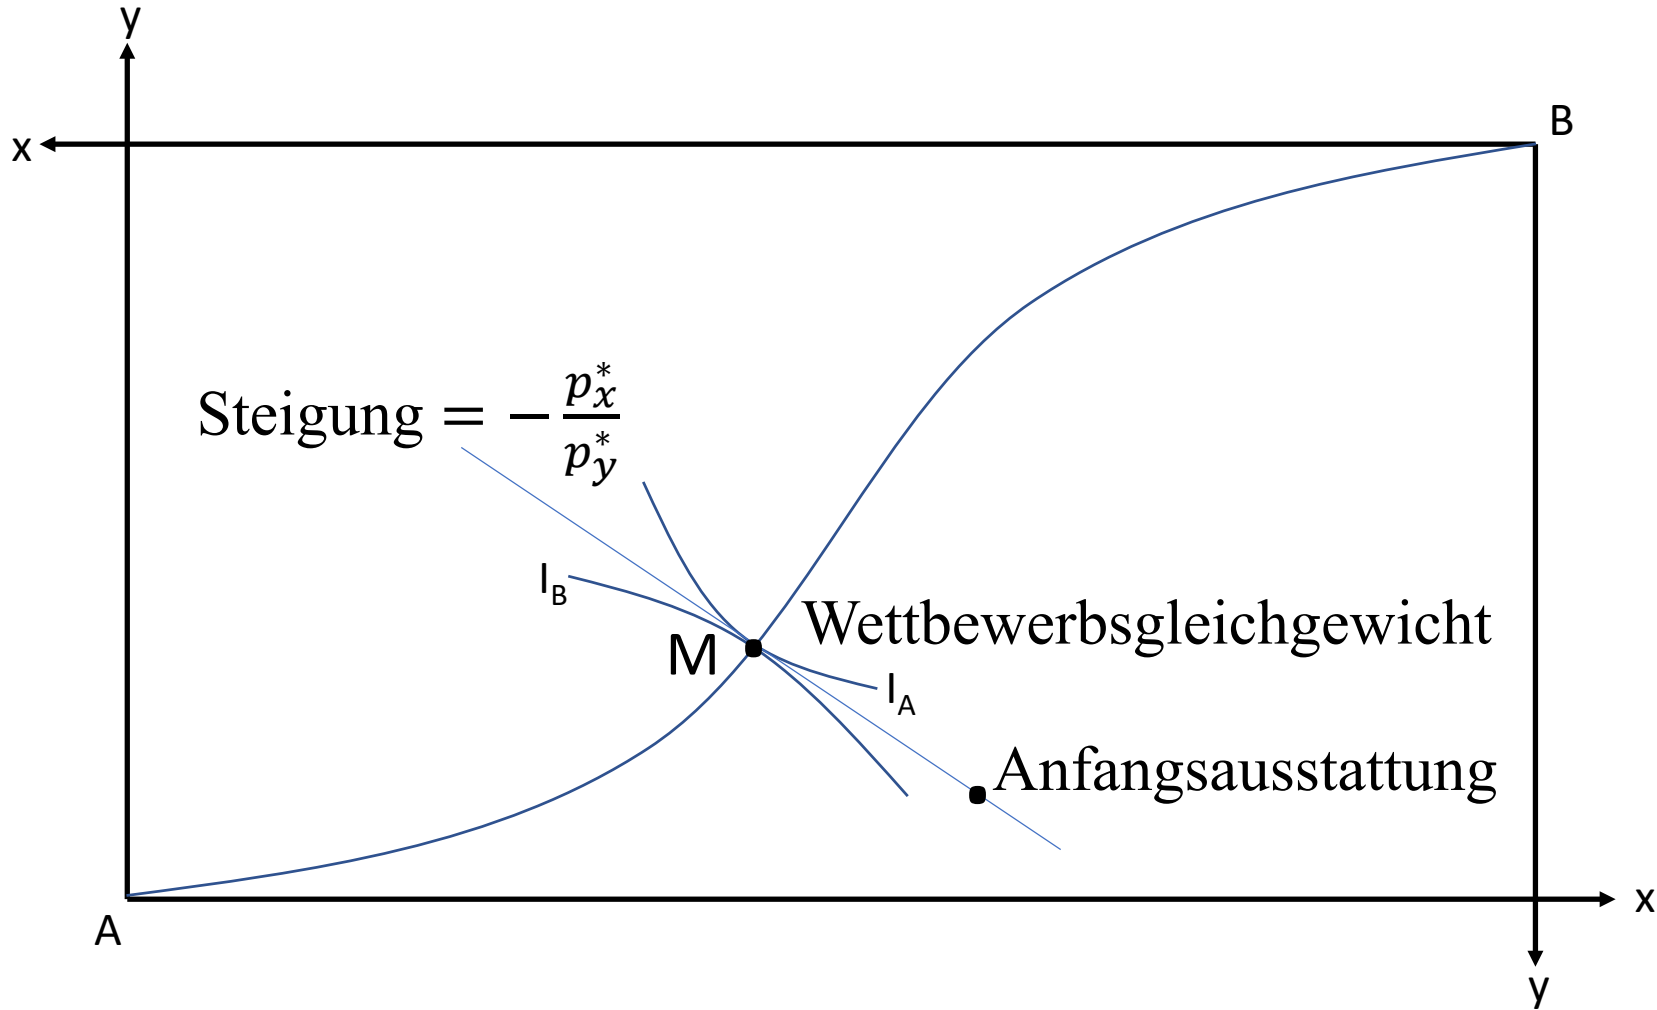 y
B
x
Steigung = − p*x / p*y
IB
Wettbewerbsgleichgewicht
M
IA
Anfangsausstattung
x
A
y